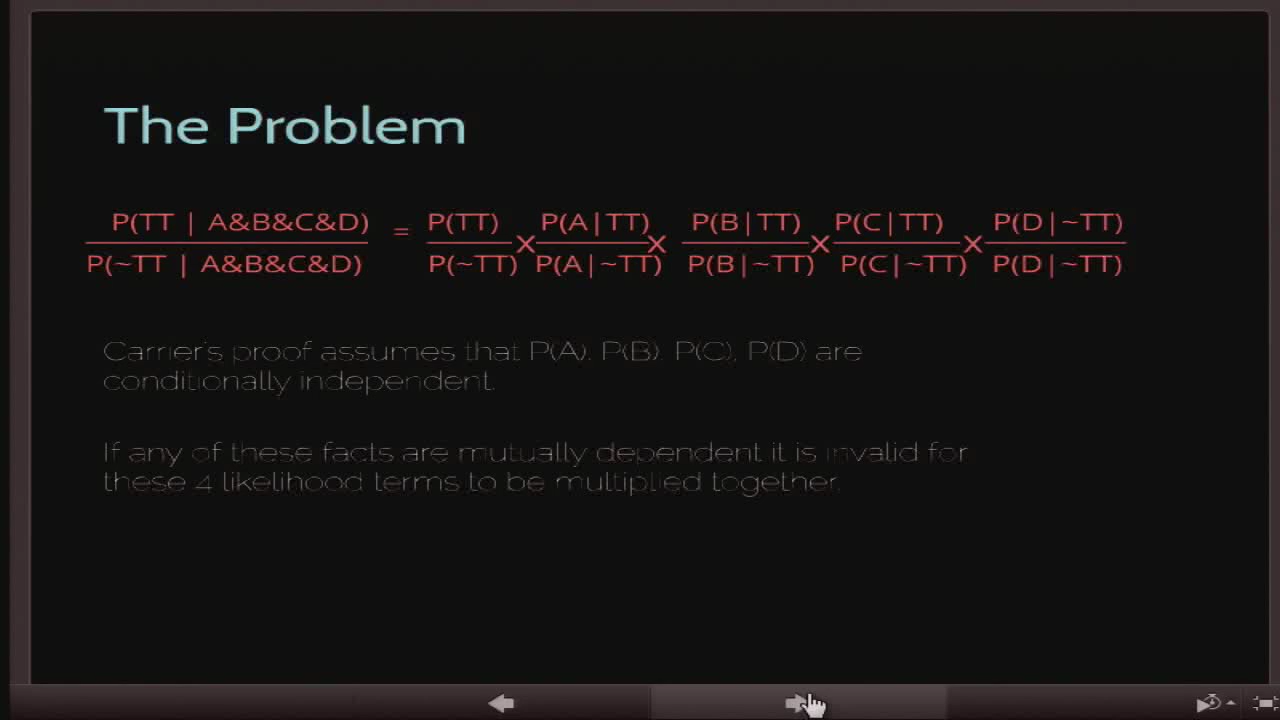 The Problem
P(TT | A&B&C&D) = P(TT) × P(A|TT) × P(B|TT) × P(C|TT) × P(D|~TT)
P(~TT | A&B&C&D) P(~TT) P(A|~TT) P(B|~TT) P(C|~TT) P(D|~TT)
Carrier's proof assumes that P(A), P(B), P(C), P(D) are
conditionally independent.
If any of these facts are mutually dependent it is invalid for
these 4 likelihood terms to be multiplied together.